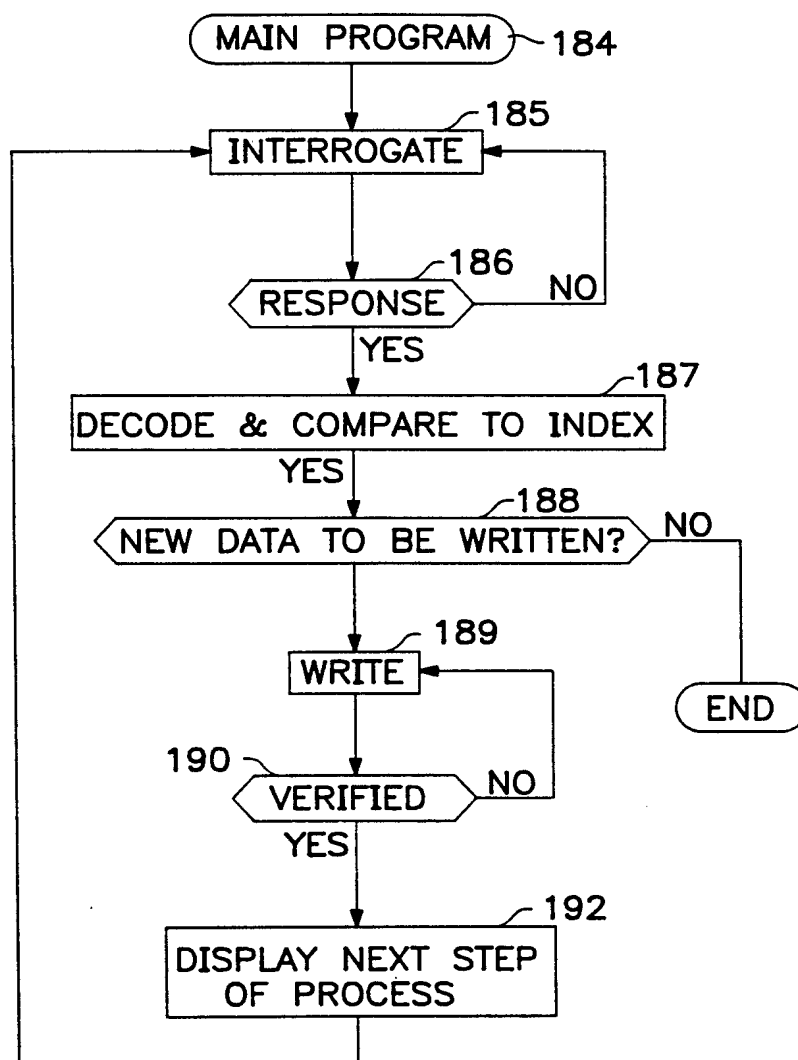 MAIN PROGRAM
184
185
INTERROGATE
186
RESPONSE
NO
YES
187
DECODE & COMPARE TO INDEX
YES
188
NEW DATA TO BE WRITTEN?
NO
189
WRITE
END
190
VERIFIED
NO
YES
192
DISPLAY NEXT STEP
OF PROCESS